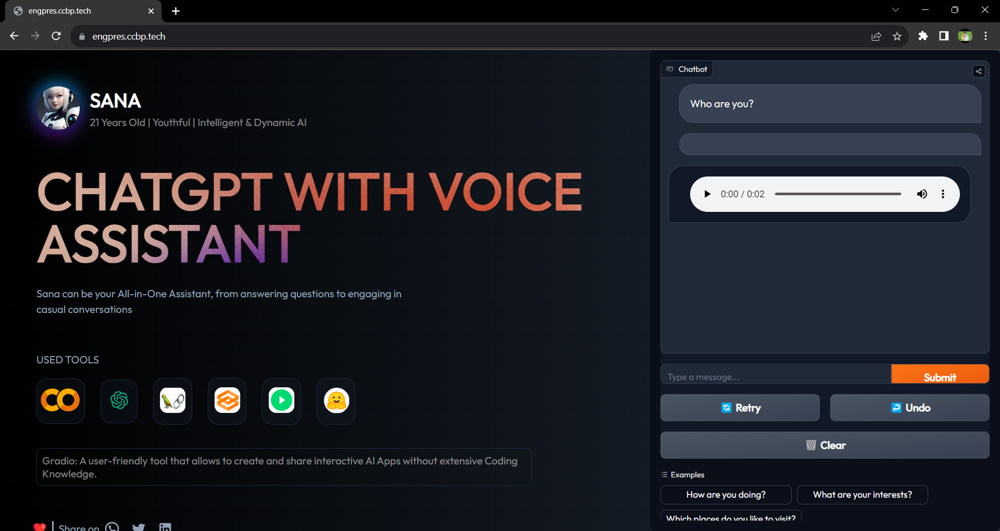 engpres.ccbp.tech
engpres.ccbp.tech
SANA
21 Years Old | Youthful | Intelligent & Dynamic AI
CHATGPT WITH VOICE
ASSISTANT
Sana can be your All-in-One Assistant, from answering questions to engaging in
casual conversations
USED TOOLS
Gradio: A user-friendly tool that allows to create and share interactive AI Apps without extensive Coding
Knowledge.
Share on
Chatbot
Who are you?
0:00 / 0:02
Type a message...
Submit
Retry
Undo
Clear
Examples
How are you doing?
What are your interests?
Which places do you like to visit?